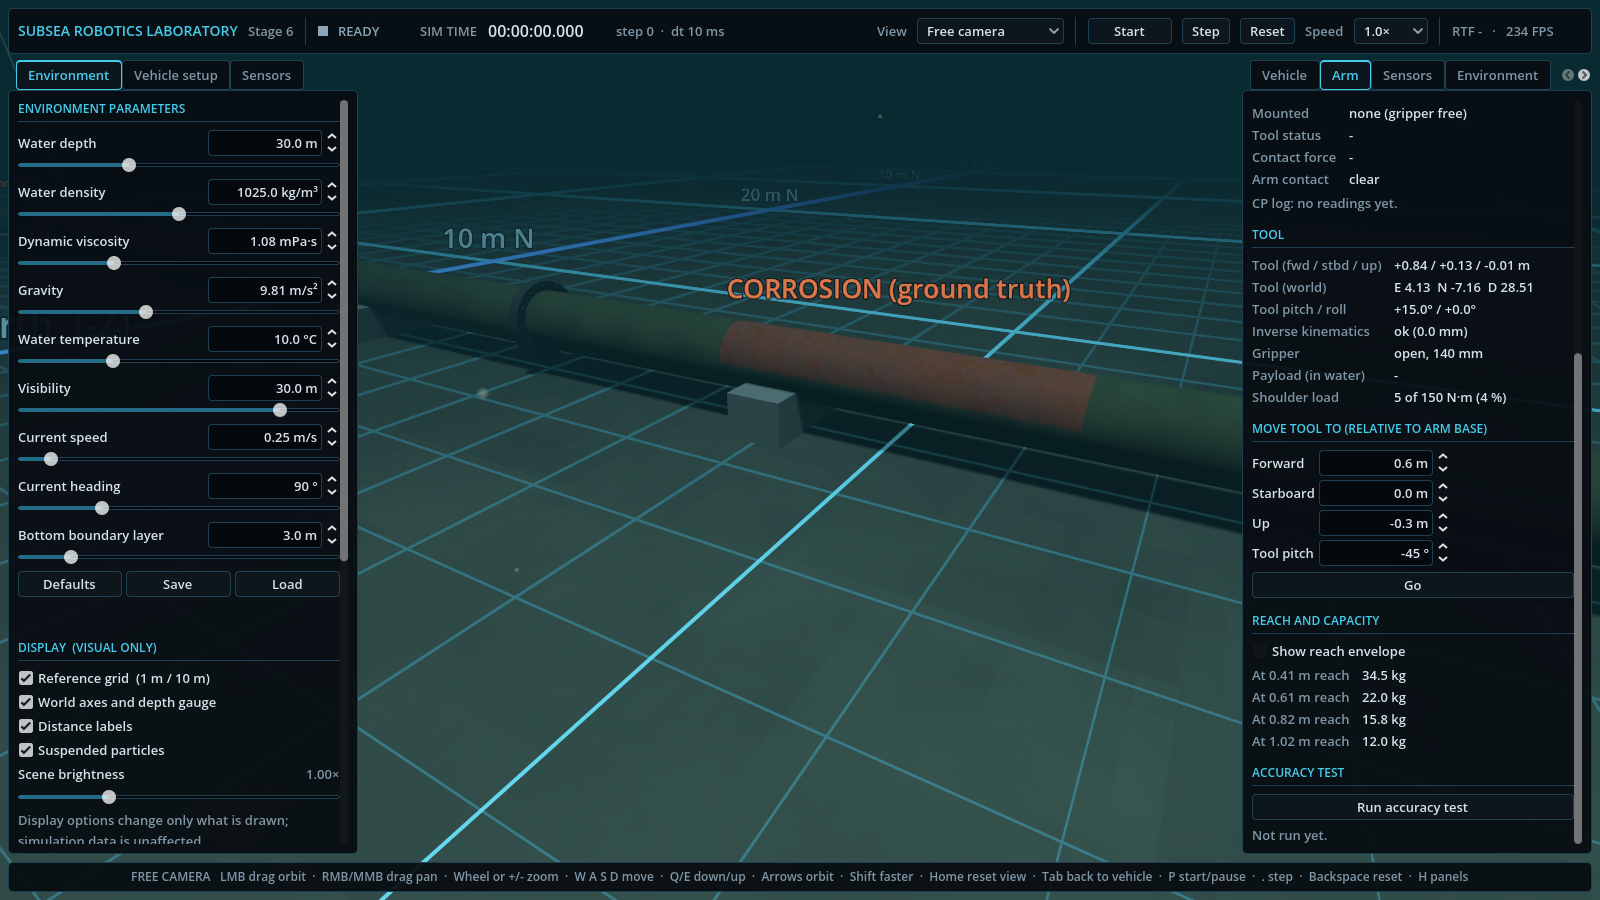 SUBSEA ROBOTICS LABORATORY Stage 6 READY SIM TIME 00:00:00.000 step 0 · dt 10 ms View Free camera Start Step Reset Speed 1.0× RTF - · 234 FPS
Environment Vehicle setup Sensors
ENVIRONMENT PARAMETERS
Water depth 30.0 m
Water density 1025.0 kg/m³
Dynamic viscosity 1.08 mPa·s
Gravity 9.81 m/s²
Water temperature 10.0 °C
Visibility 30.0 m
Current speed 0.25 m/s
Current heading 90 °
Bottom boundary layer 3.0 m
Defaults Save Load
DISPLAY (VISUAL ONLY)
Reference grid (1 m / 10 m)
World axes and depth gauge
Distance labels
Suspended particles
Scene brightness 1.00×
Display options change only what is drawn;
simulation data is unaffected
10 m N
20 m N
30 m N
40 m N
CORROSION (ground truth)
Vehicle Arm Sensors Environment
Mounted none (gripper free)
Tool status -
Contact force -
Arm contact clear
CP log: no readings yet.
TOOL
Tool (fwd / stbd / up) +0.84 / +0.13 / -0.01 m
Tool (world) E 4.13 N -7.16 D 28.51
Tool pitch / roll +15.0° / +0.0°
Inverse kinematics ok (0.0 mm)
Gripper open, 140 mm
Payload (in water) -
Shoulder load 5 of 150 N·m (4 %)
MOVE TOOL TO (RELATIVE TO ARM BASE)
Forward 0.6 m
Starboard 0.0 m
Up -0.3 m
Tool pitch -45 °
Go
REACH AND CAPACITY
Show reach envelope
At 0.41 m reach 34.5 kg
At 0.61 m reach 22.0 kg
At 0.82 m reach 15.8 kg
At 1.02 m reach 12.0 kg
ACCURACY TEST
Run accuracy test
Not run yet.
FREE CAMERA LMB drag orbit · RMB/MMB drag pan · Wheel or +/- zoom · W A S D move · Q/E down/up · Arrows orbit · Shift faster · Home reset view · Tab back to vehicle · P start/pause · . step · Backspace reset · H panels